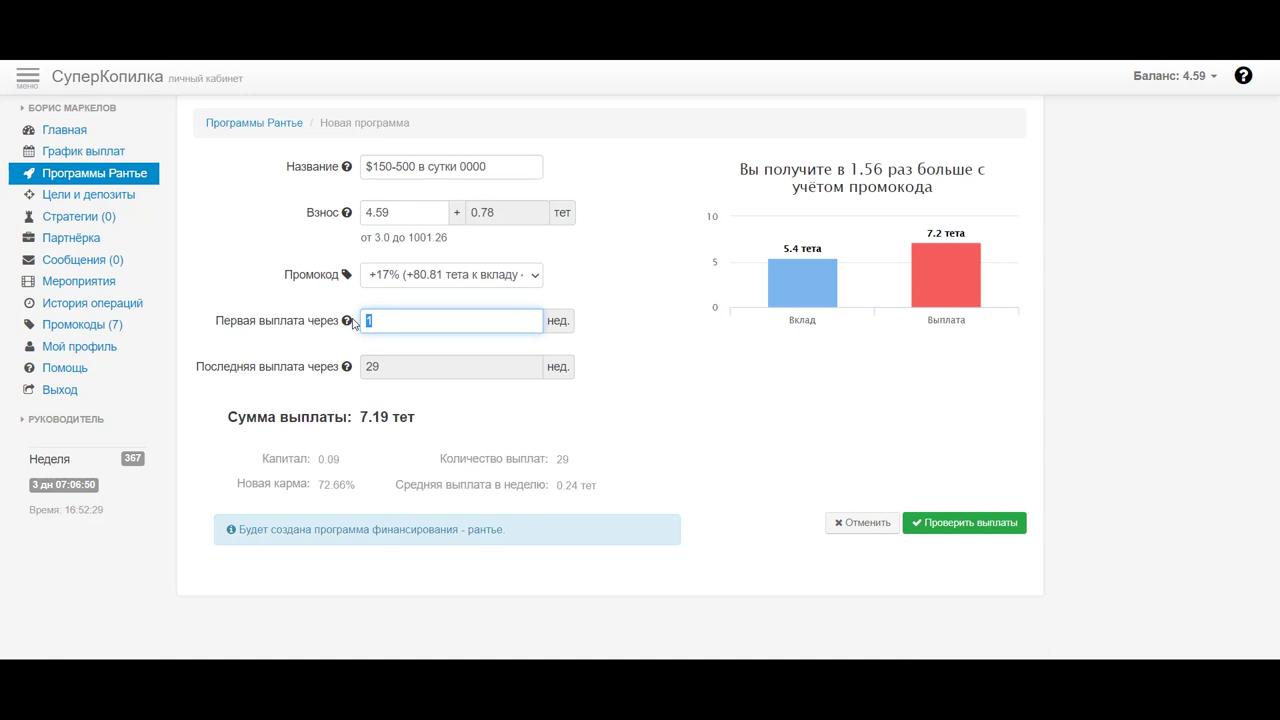 СуперКопилка личный кабинет
меню
Баланс: 4.59
БОРИС МАРКЕЛОВ
Главная
График выплат
Программы Рантье
Цели и депозиты
Стратегии (0)
Партнёрка
Сообщения (0)
Мероприятия
История операций
Промокоды (7)
Мой профиль
Помощь
Выход
РУКОВОДИТЕЛЬ
Неделя 367
3 дн 07:06:50
Время: 16:52:29
Программы Рантье / Новая программа
Название $150-500 в сутки 0000
Взнос 4.59 + 0.78 тет
от 3.0 до 1001.26
Промокод +17% (+80.81 тета к вкладу
Первая выплата через 1 нед.
Последняя выплата через 29 нед.
Сумма выплаты: 7.19 тет
Капитал: 0.09 Количество выплат: 29
Новая карма: 72.66% Средняя выплата в неделю: 0.24 тет
Будет создана программа финансирования - рантье.
Отменить Проверить выплаты
Вы получите в 1.56 раз больше с
учётом промокода
10
5
0
5.4 тета
7.2 тета
Вклад
Выплата